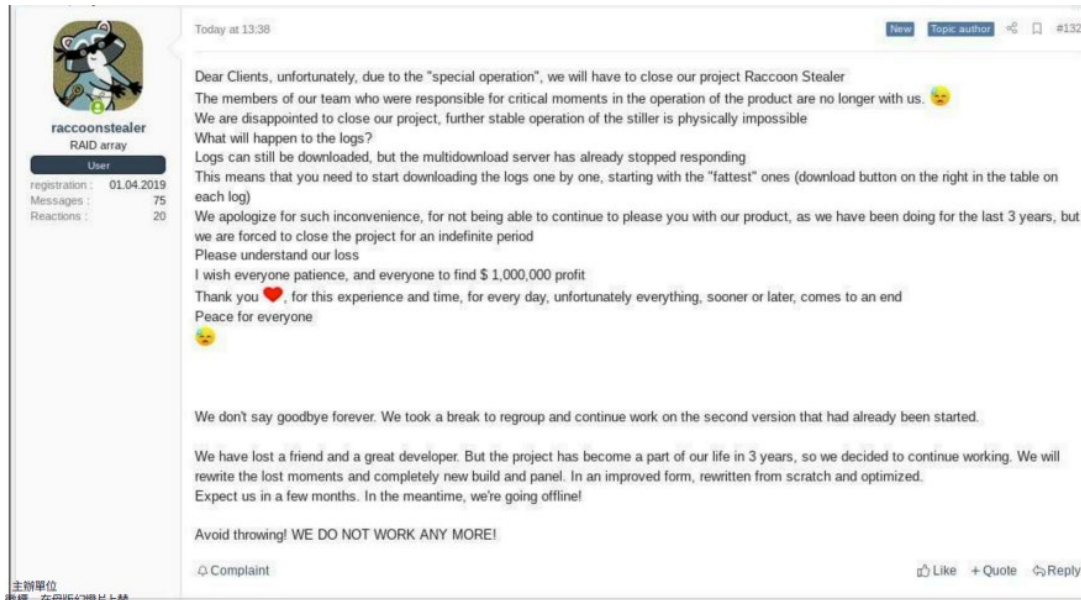 Today at 13:38
New
Topic author
#132
raccoonstealer
RAID array
User
registration : 01.04.2019
Messages : 75
Reactions : 20
Dear Clients, unfortunately, due to the "special operation", we will have to close our project Raccoon Stealer
The members of our team who were responsible for critical moments in the operation of the product are no longer with us.
We are disappointed to close our project, further stable operation of the stiller is physically impossible
What will happen to the logs?
Logs can still be downloaded, but the multidownload server has already stopped responding
This means that you need to start downloading the logs one by one, starting with the "fattest" ones (download button on the right in the table on
each log)
We apologize for such inconvenience, for not being able to continue to please you with our product, as we have been doing for the last 3 years, but
we are forced to close the project for an indefinite period
Please understand our loss
I wish everyone patience, and everyone to find $ 1,000,000 profit
Thank you ❤, for this experience and time, for every day, unfortunately everything, sooner or later, comes to an end
Peace for everyone
We don't say goodbye forever. We took a break to regroup and continue work on the second version that had already been started.
We have lost a friend and a great developer. But the project has become a part of our life in 3 years, so we decided to continue working. We will
rewrite the lost moments and completely new build and panel. In an improved form, rewritten from scratch and optimized.
Expect us in a few months. In the meantime, we're going offline!
Avoid throwing! WE DO NOT WORK ANY MORE!
Complaint
Like + Quote Reply
主辦單位